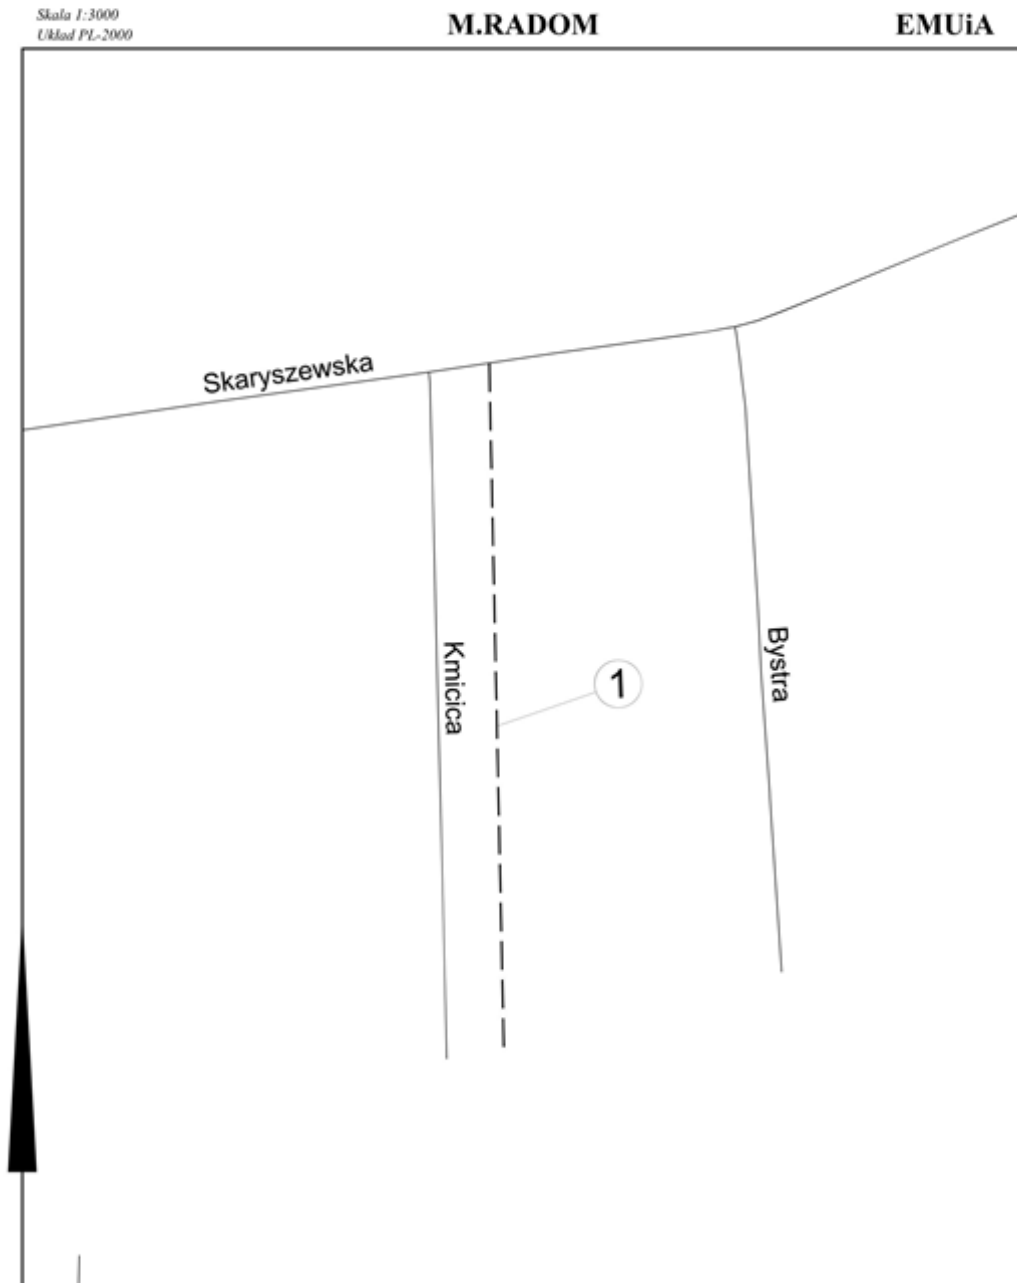 Skala 1:3000
Układ PL-2000
M.RADOM
EMUiA
Skaryszewska
Kmicica
1
Bystra